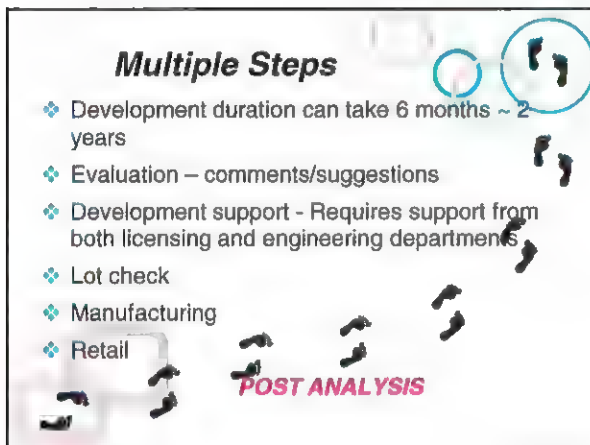 Multiple Steps
Development duration can take 6 months ~ 2
years
Evaluation – comments/suggestions
Development support - Requires support from
both licensing and engineering departments
Lot check
Manufacturing
Retail
POST ANALYSIS